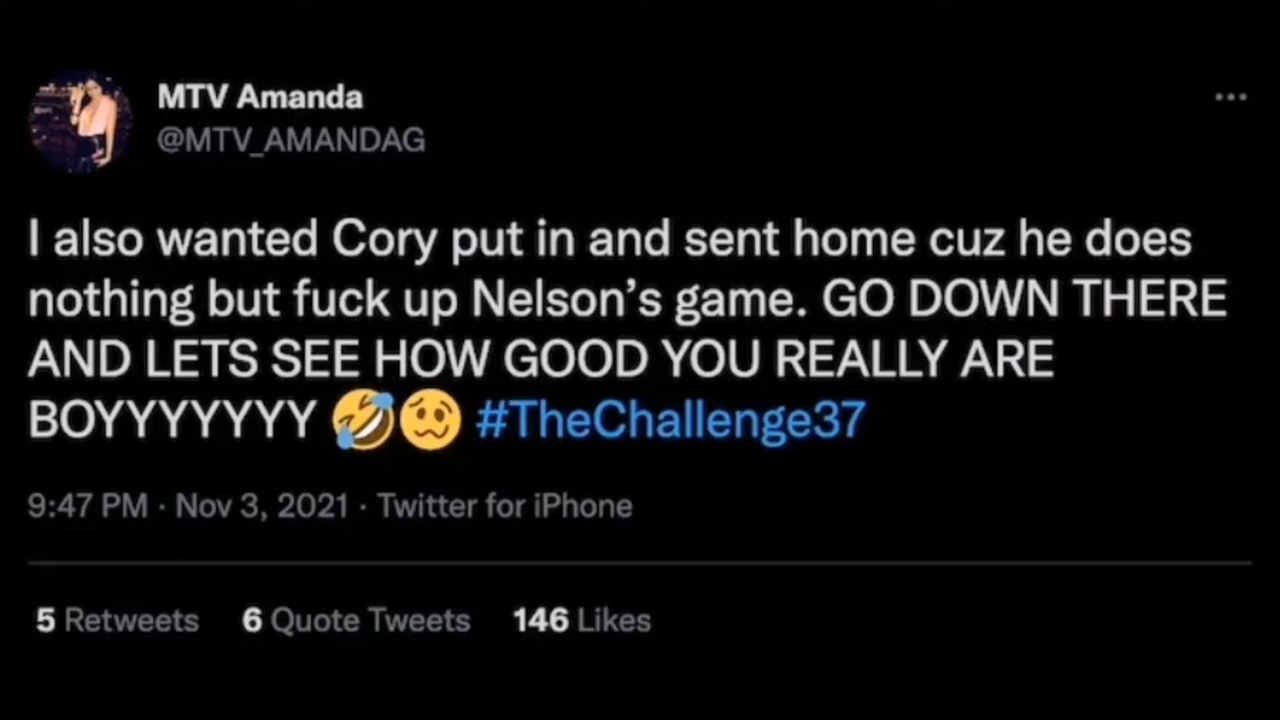 MTV Amanda
@MTV_AMANDAG
I also wanted Cory put in and sent home cuz he does
nothing but fuck up Nelson’s game. GO DOWN THERE
AND LETS SEE HOW GOOD YOU REALLY ARE
BOYYYYYYY 🤣🥴 #TheChallenge37
9:47 PM · Nov 3, 2021 · Twitter for iPhone
5 Retweets 6 Quote Tweets 146 Likes